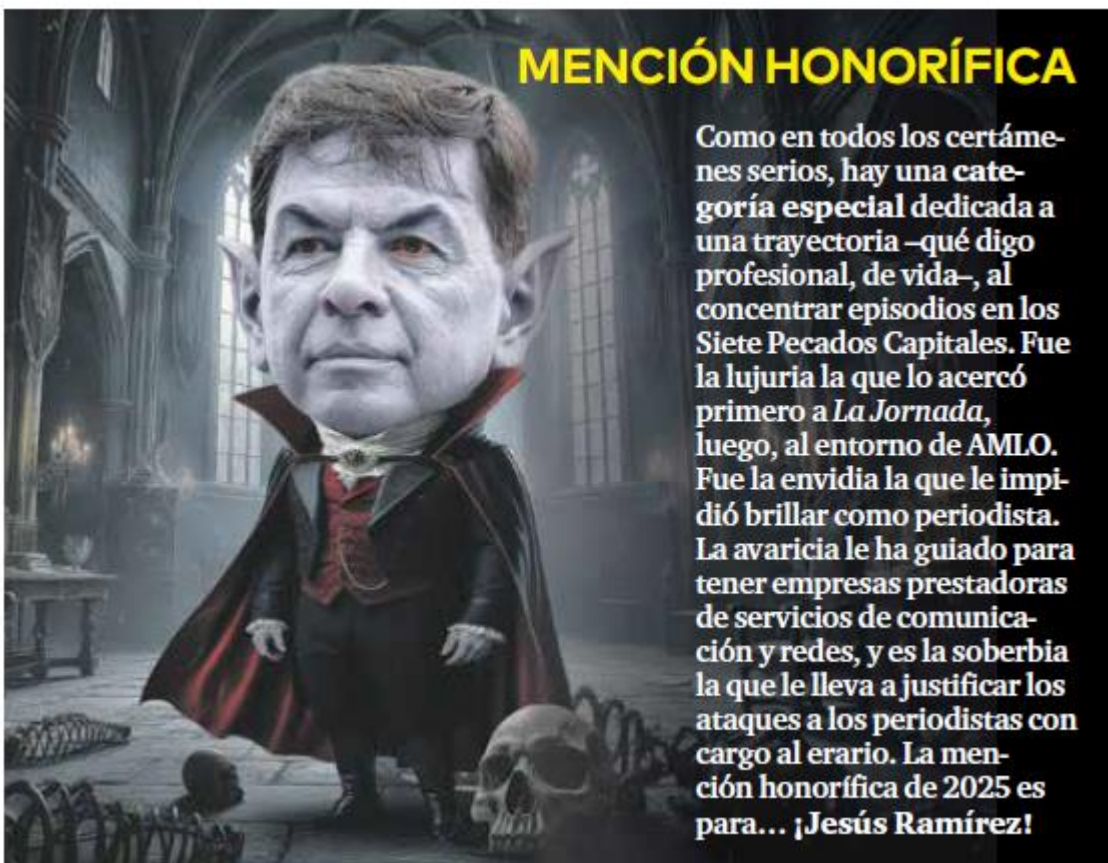 MENCIÓN HONORÍFICA
Como en todos los certáme-
nes serios, hay una cate-
goría especial dedicada a
una trayectoria –qué digo
profesional, de vida–, al
concentrar episodios en los
Siete Pecados Capitales. Fue
la lujuria la que lo acercó
primero a La Jornada,
luego, al entorno de AMLO.
Fue la envidia la que le impi-
dió brillar como periodista.
La avaricia le ha guiado para
tener empresas prestadoras
de servicios de comunica-
ción y redes, y es la soberbia
la que le lleva a justificar los
ataques a los periodistas con
cargo al erario. La men-
ción honorífica de 2025 es
para... ¡Jesús Ramírez!